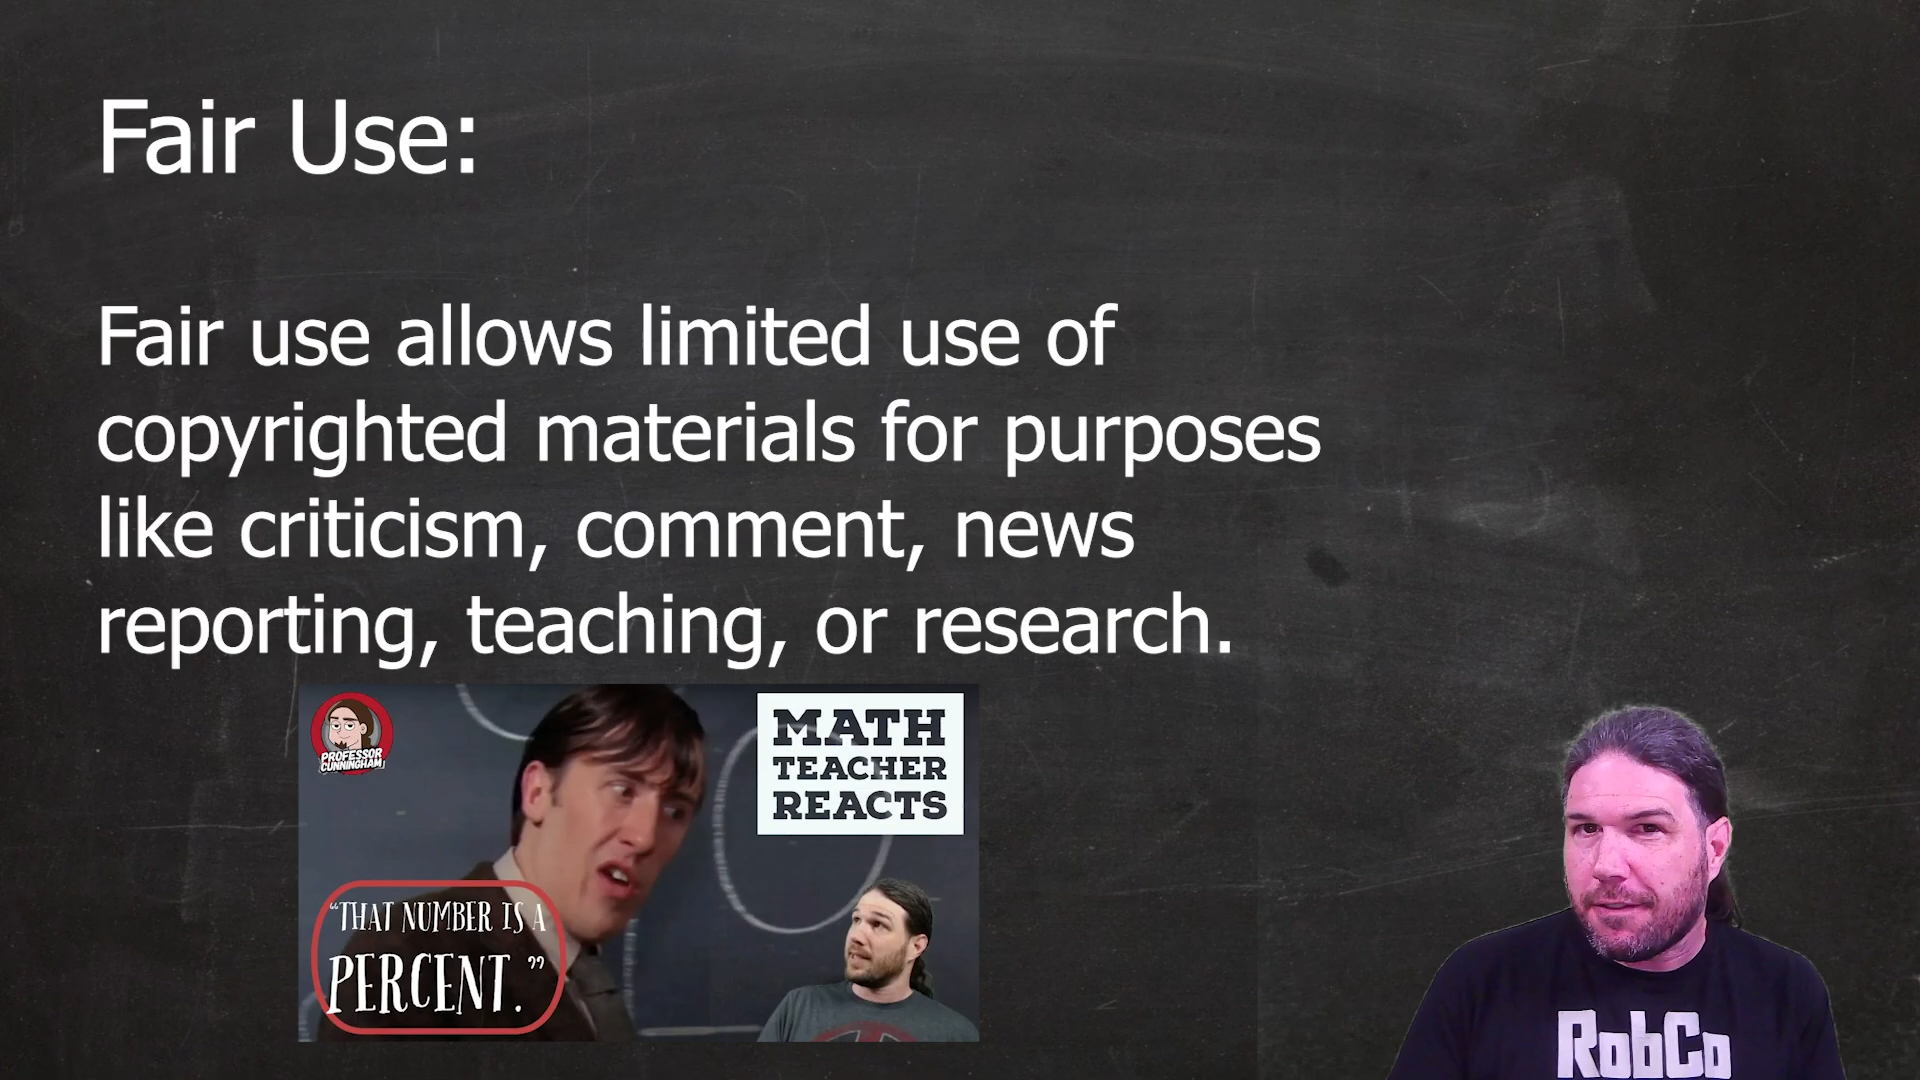 Fair Use:
Fair use allows limited use of
copyrighted materials for purposes
like criticism, comment, news
reporting, teaching, or research.
PROFESSOR
CUNNINGHAM
MATH
TEACHER
REACTS
“THAT NUMBER IS A
PERCENT.”
RobCo